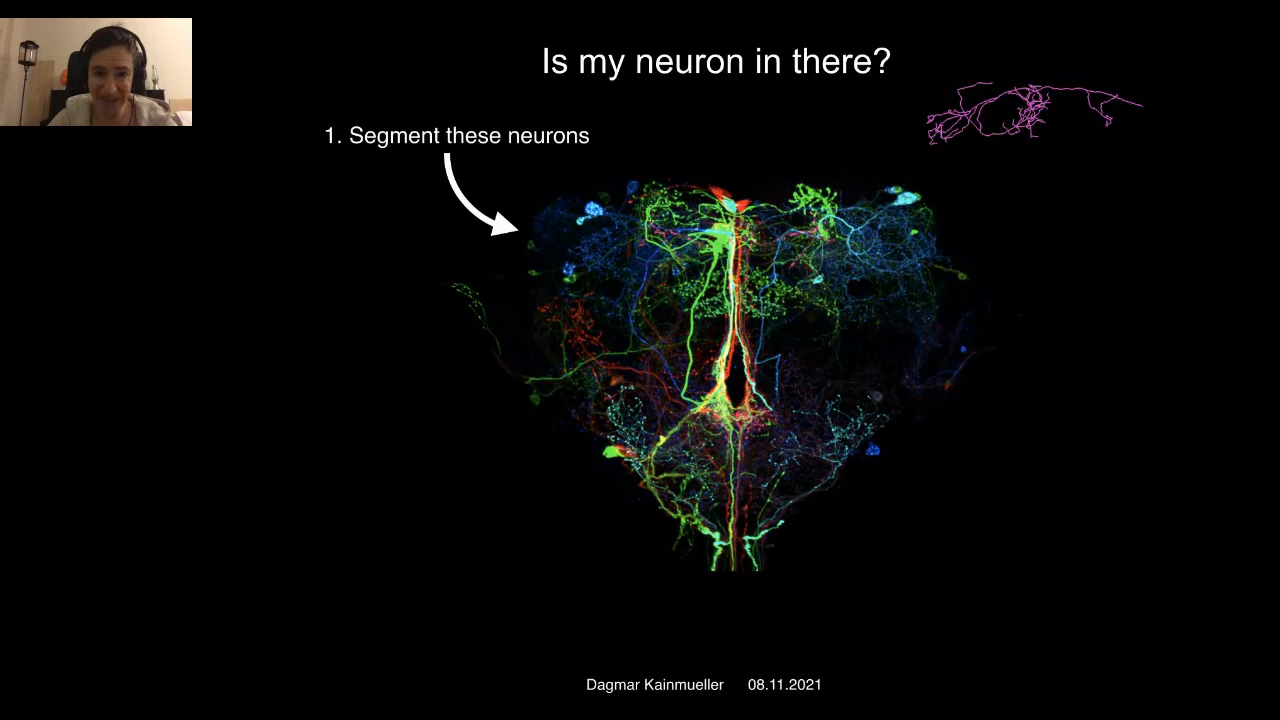 Is my neuron in there?
1. Segment these neurons
Dagmar Kainmueller 08.11.2021